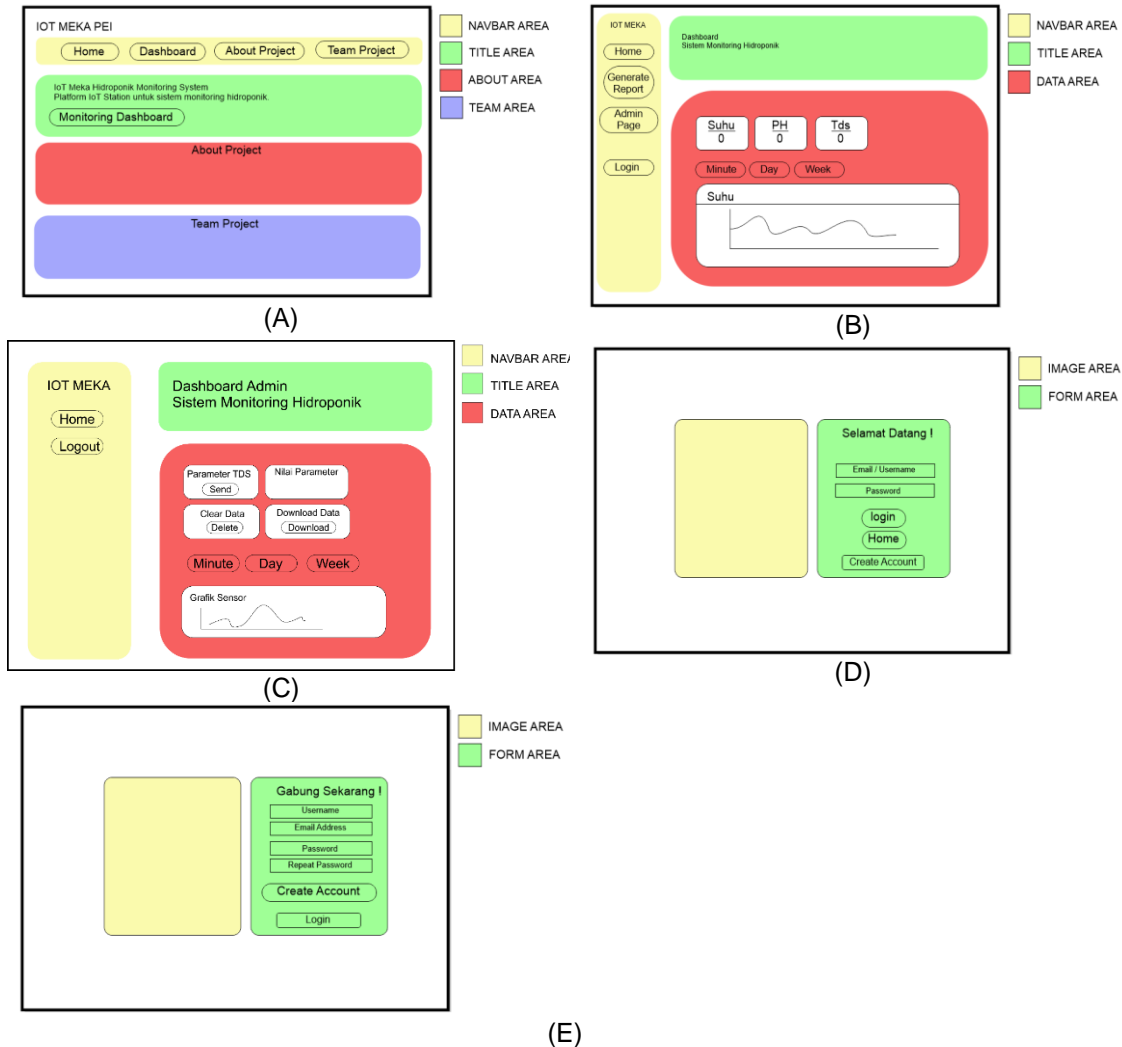 IOT MEKA PEI
Home
Dashboard
About Project
Team Project
IoT Meka Hidroponik Monitoring System
Platform IoT Station untuk sistem monitoring hidroponik.
Monitoring Dashboard
About Project
Team Project
NAVBAR AREA
TITLE AREA
ABOUT AREA
TEAM AREA
(A)
IOT MEKA
Home
Generate
Report
Admin
Page
Login
Dashboard
Sistem Monitoring Hidroponik
Suhu
0
PH
0
Tds
0
Minute
Day
Week
Suhu
NAVBAR AREA
TITLE AREA
DATA AREA
(B)
IOT MEKA
Home
Logout
Dashboard Admin
Sistem Monitoring Hidroponik
Parameter TDS
Send
Nilai Parameter
Clear Data
Delete
Download Data
Download
Minute
Day
Week
Grafik Sensor
NAVBAR AREA
TITLE AREA
DATA AREA
(C)
Selamat Datang !
Email / Username
Password
login
Home
Create Account
IMAGE AREA
FORM AREA
(D)
Gabung Sekarang !
Username
Email Address
Password
Repeat Password
Create Account
Login
IMAGE AREA
FORM AREA
(E)